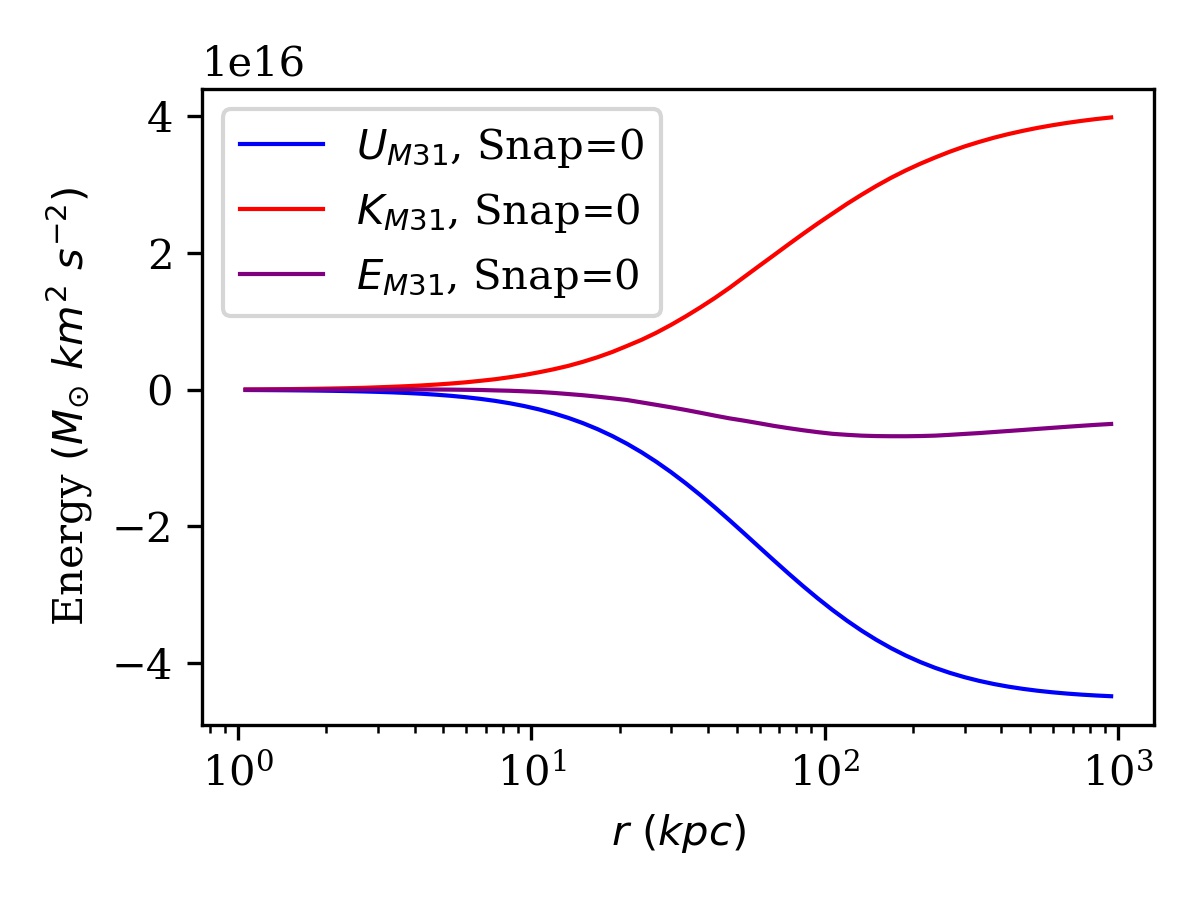 1e16
4
2
0
−2
−4
Energy (M⊙ km² s⁻²)
U_M31, Snap=0
K_M31, Snap=0
E_M31, Snap=0
10⁰ 10¹ 10² 10³
r (kpc)